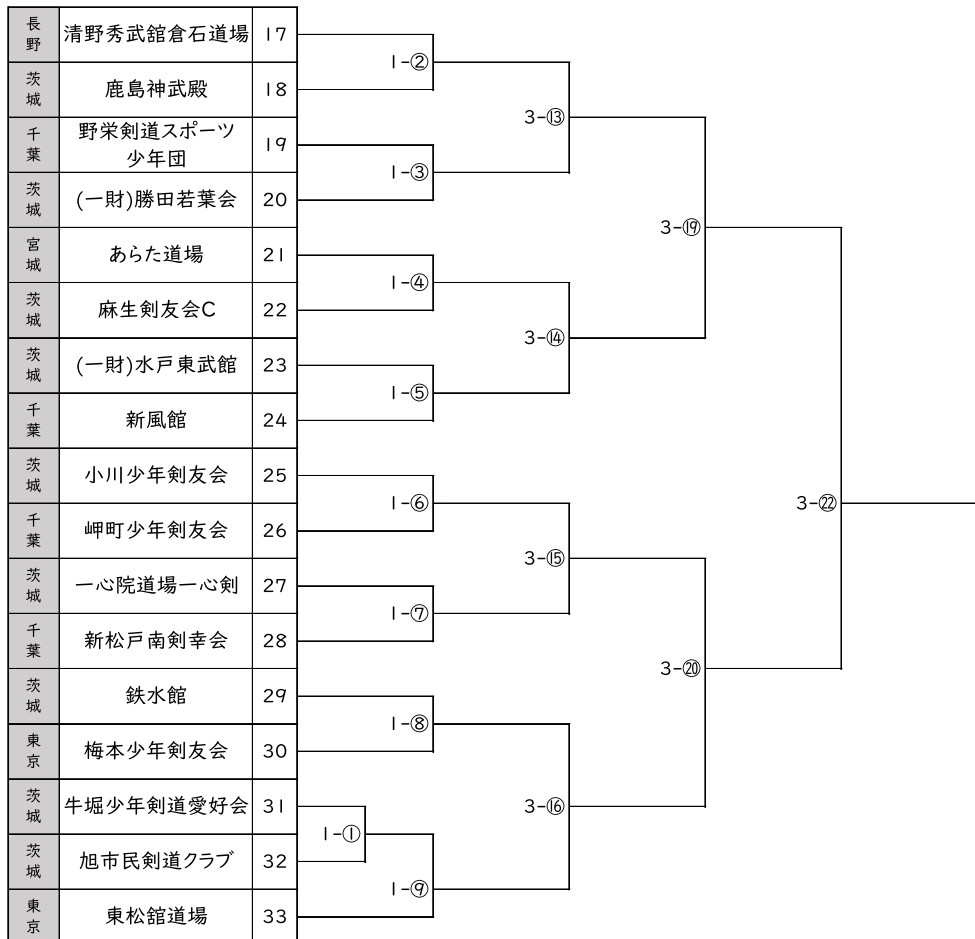 長野 清野秀武舘倉石道場 17
1-②
茨城 鹿島神武殿 18
3-⑬
千葉 野栄剣道スポーツ
少年団 19
1-③
茨城 (一財)勝田若葉会 20
3-⑲
宮城 あらた道場 21
1-④
茨城 麻生剣友会C 22
3-⑭
茨城 (一財)水戸東武館 23
1-⑤
千葉 新風館 24
茨城 小川少年剣友会 25
1-⑥
3-㉒
千葉 岬町少年剣友会 26
3-⑮
茨城 一心院道場一心剣 27
1-⑦
千葉 新松戸南剣幸会 28
3-⑳
茨城 鉄水館 29
1-⑧
東京 梅本少年剣友会 30
茨城 牛堀少年剣道愛好会 31
3-⑯
1-①
茨城 旭市民剣道クラブ 32
1-⑨
東京 東松舘道場 33